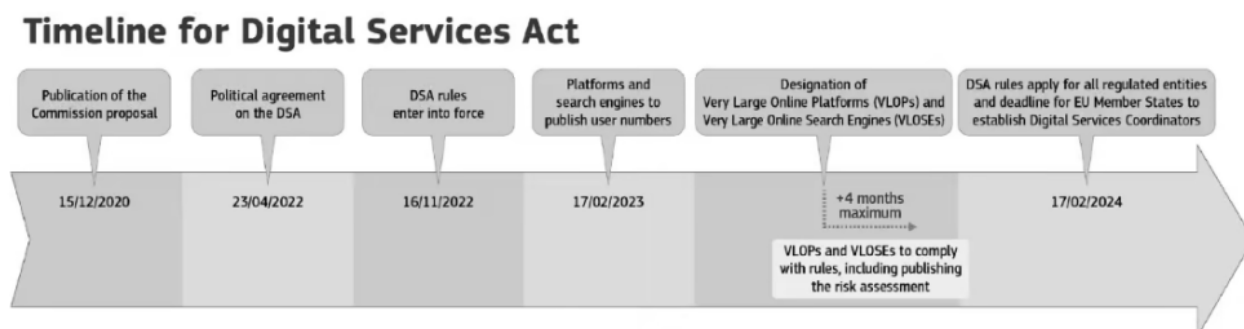 Timeline for Digital Services Act
Publication of the
Commission proposal
Political agreement
on the DSA
DSA rules
enter into force
Platforms and
search engines to
publish user numbers
Designation of
Very Large Online Platforms (VLOPs) and
Very Large Online Search Engines (VLOSEs)
DSA rules apply for all regulated entities
and deadline for EU Member States to
establish Digital Services Coordinators
15/12/2020
23/04/2022
16/11/2022
17/02/2023
+4 months
maximum
17/02/2024
VLOPs and VLOSEs to comply
with rules, including publishing
the risk assessment